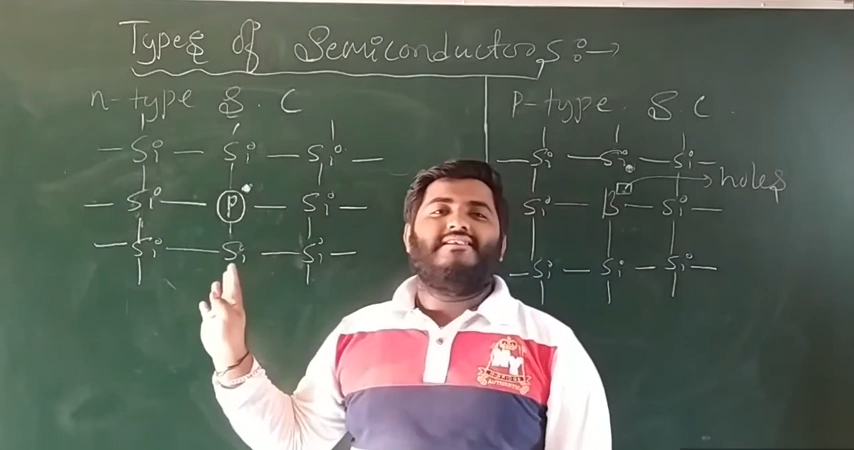 Types of Semiconductors :→
n-type S.C
Si — Si — Si
Si — P — Si
Si — Si — Si
P-type S.C
Si — Si — Si
Si — B — Si → holes
Si — Si — Si
AUTHENTIC